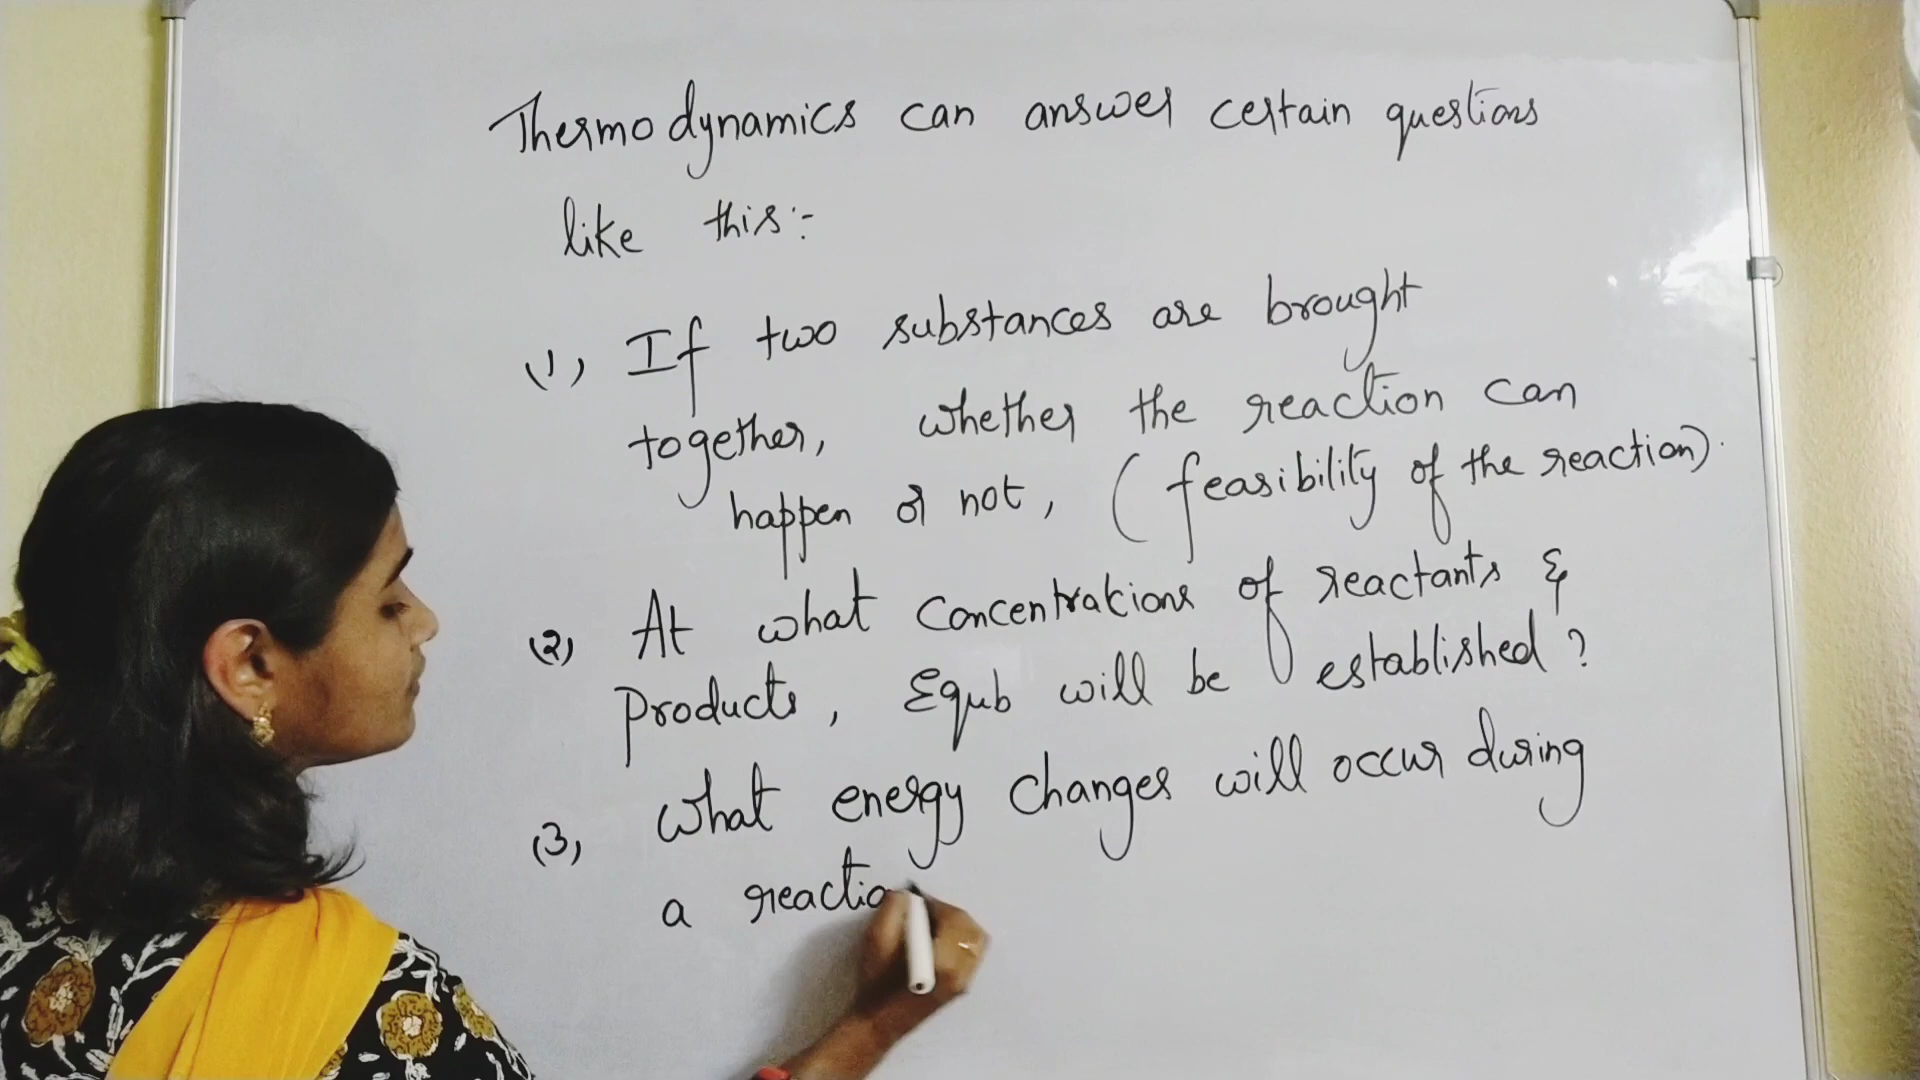 Thermodynamics can answer certain questions
like this:-
(1) If two substances are brought
together, whether the reaction can
happen or not, (feasibility of the reaction).
(2) At what concentrations of reactants &
Products, Equb will be established?
(3) What energy changes will occur during
a reactio